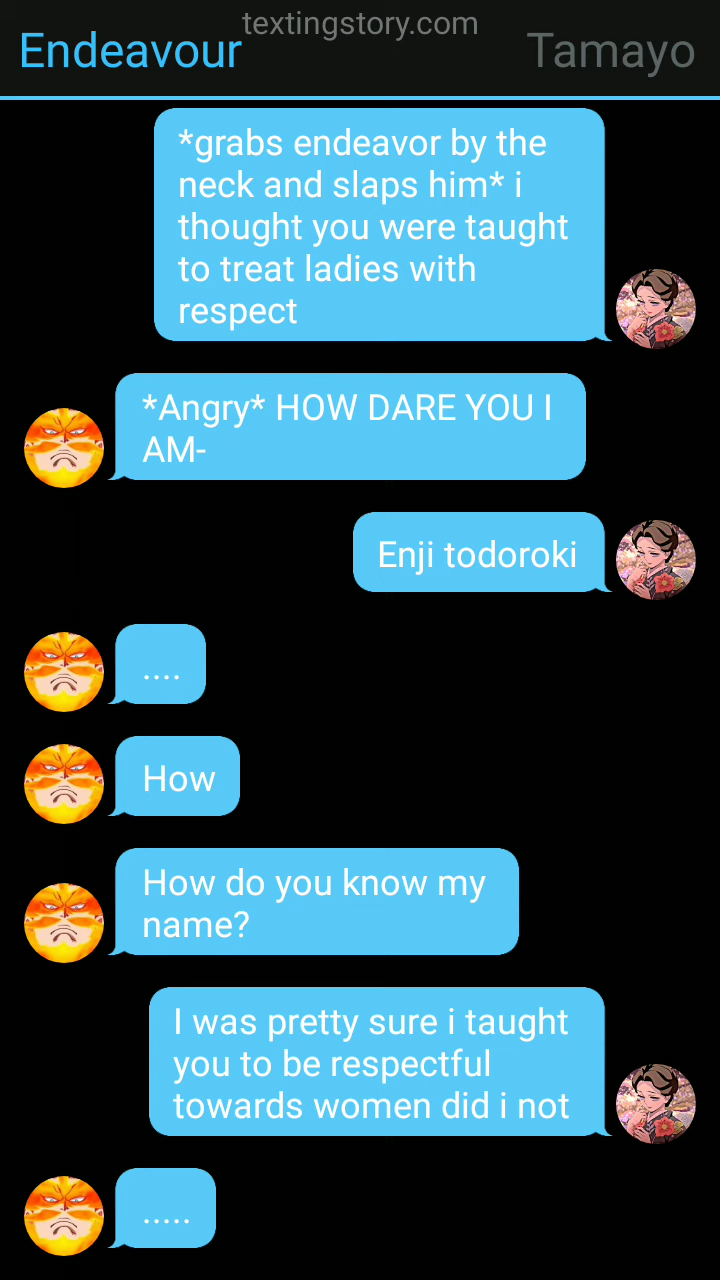 textingstory.com
Endeavour
Tamayo
*grabs endeavor by the
neck and slaps him* i
thought you were taught
to treat ladies with
respect
*Angry* HOW DARE YOU I
AM-
Enji todoroki
....
How
How do you know my
name?
I was pretty sure i taught
you to be respectful
towards women did i not
.....